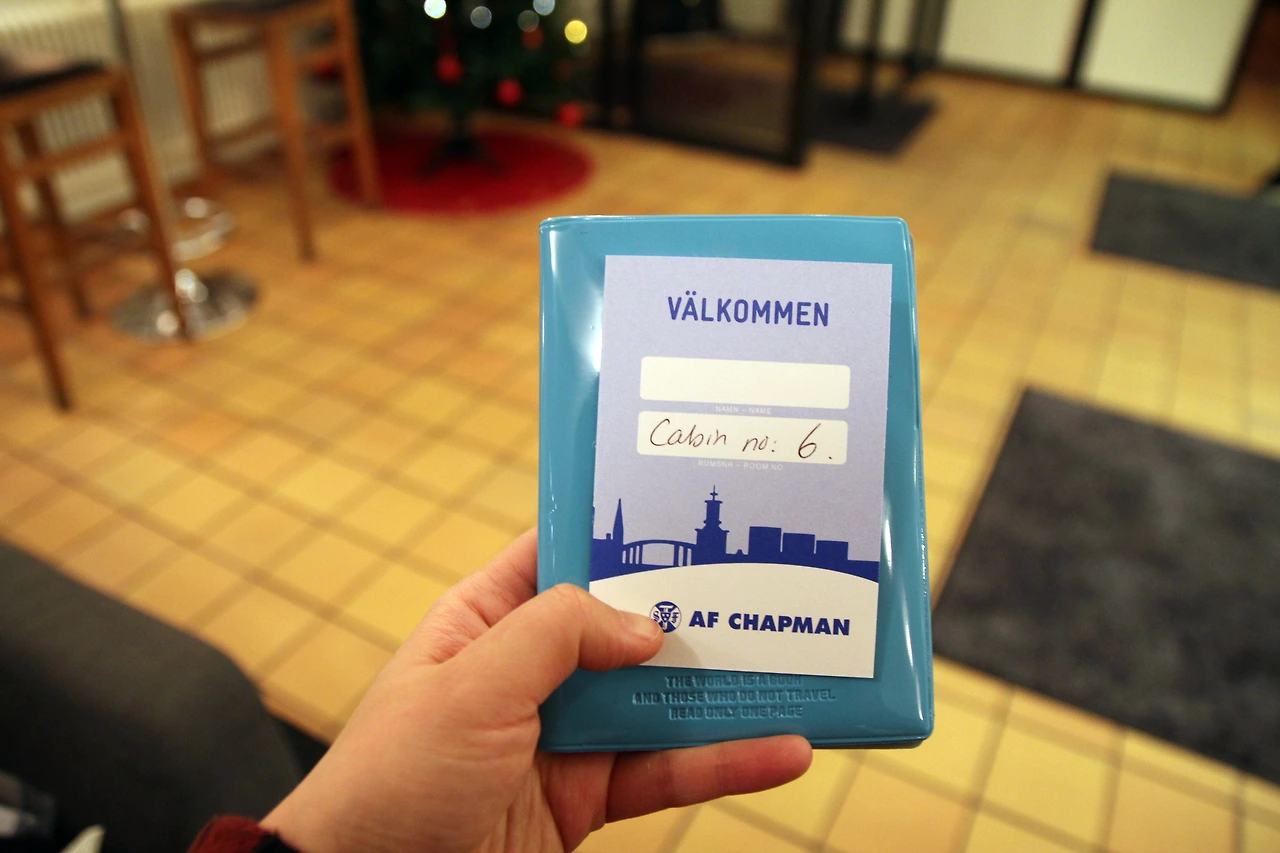 VÄLKOMMEN
NAMN - NAME
Cabin no: 6.
RUMSNR - ROOM NO
AF CHAPMAN
THE WORLD IS A BOOK
AND THOSE WHO DO NOT TRAVEL
READ ONLY ONE PAGE